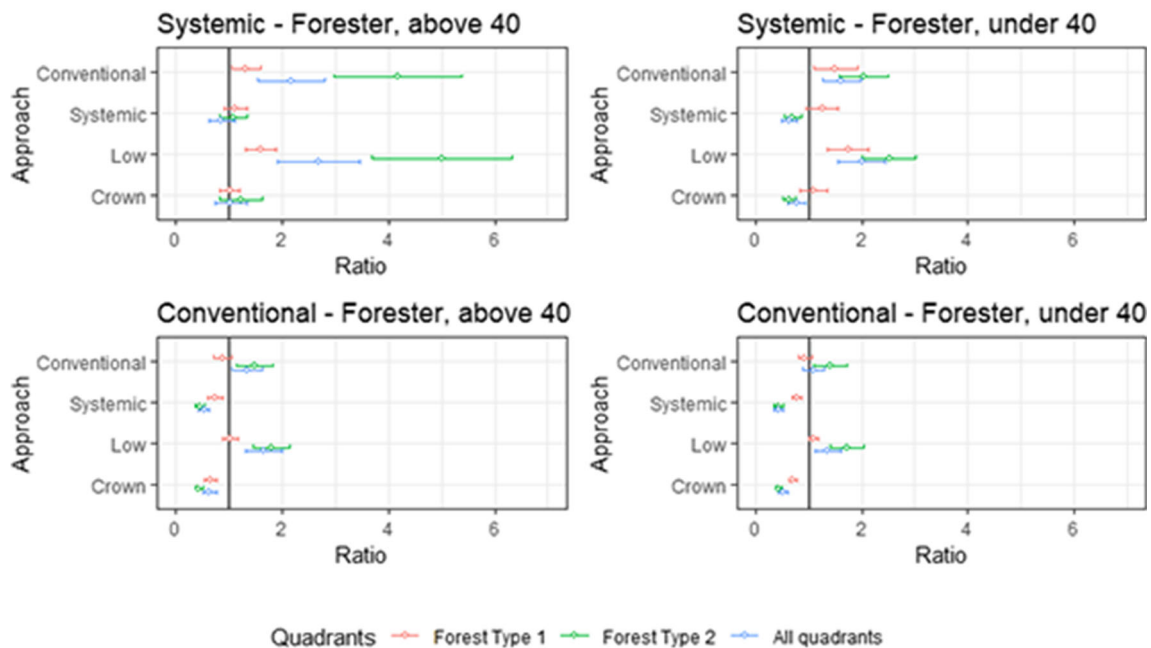 Systemic - Forester, above 40
Approach
Conventional
Systemic
Low
Crown
0 2 4 6
Ratio
Systemic - Forester, under 40
Approach
Conventional
Systemic
Low
Crown
0 2 4 6
Ratio
Conventional - Forester, above 40
Approach
Conventional
Systemic
Low
Crown
0 2 4 6
Ratio
Conventional - Forester, under 40
Approach
Conventional
Systemic
Low
Crown
0 2 4 6
Ratio
Quadrants Forest Type 1 Forest Type 2 All quadrants